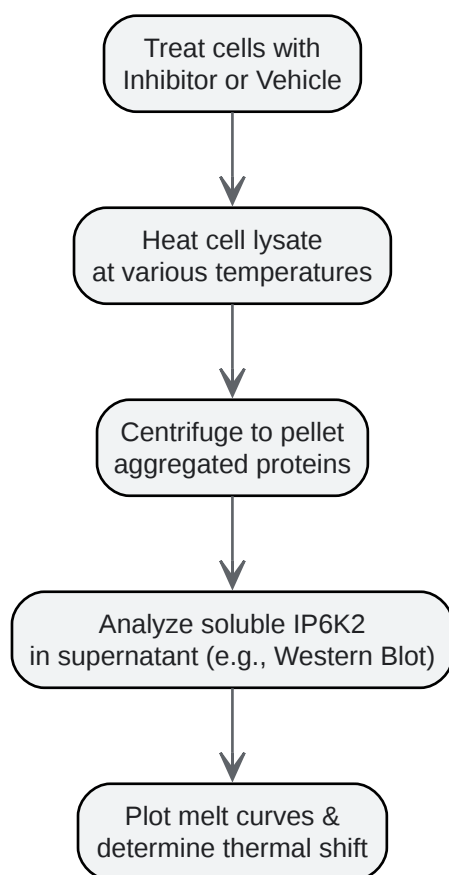 Treat cells with
Inhibitor or Vehicle
Heat cell lysate
at various temperatures
Centrifuge to pellet
aggregated proteins
Analyze soluble IP6K2
in supernatant (e.g., Western Blot)
Plot melt curves &
determine thermal shift